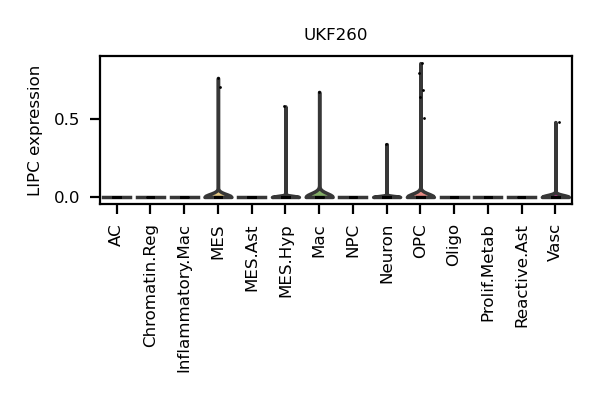 UKF260
LIPC expression
0.5
0.0
AC
Chromatin.Reg
Inflammatory.Mac
MES
MES.Ast
MES.Hyp
Mac
NPC
Neuron
OPC
Oligo
Prolif.Metab
Reactive.Ast
Vasc